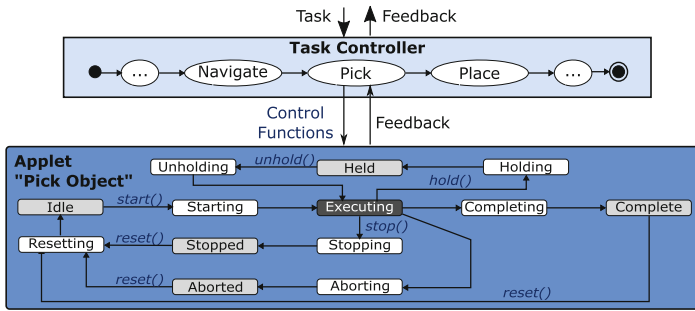 Task
Feedback
Task Controller
...
Navigate
Pick
Place
...
Control
Functions
Feedback
Applet
"Pick Object"
Unholding
unhold()
Held
Holding
hold()
Idle
start()
Starting
Executing
Completing
Complete
stop()
Resetting
reset()
Stopped
Stopping
reset()
Aborted
Aborting
reset()